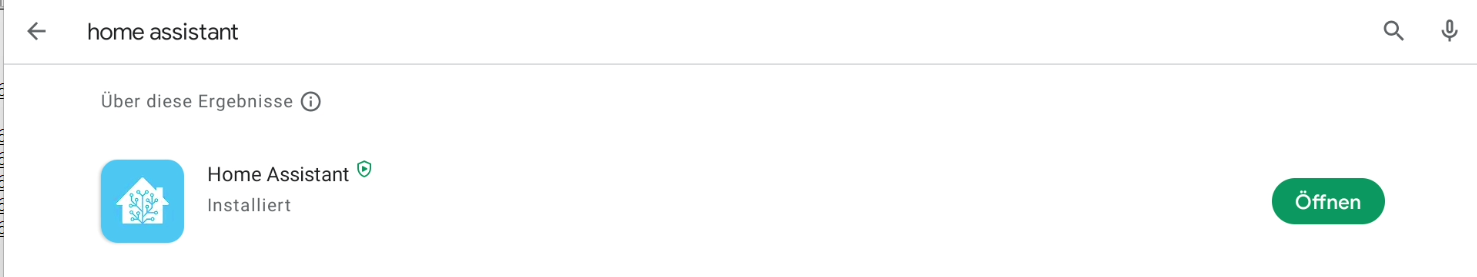 home assistant
Über diese Ergebnisse
Home Assistant
Installiert
Öffnen